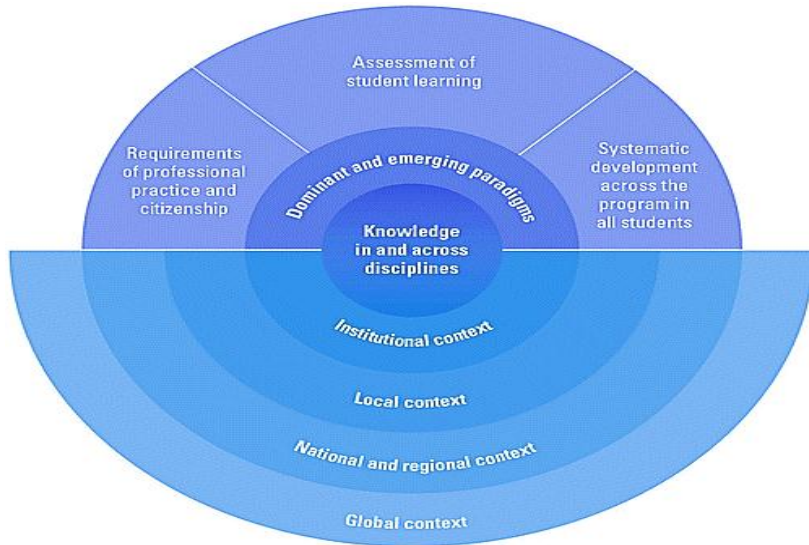 Assessment of
student learning
Requirements
of professional
practice and
citizenship
Dominant and emerging paradigms
Systematic
development
across the
program in
all students
Knowledge
in and across
disciplines
Institutional context
Local context
National and regional context
Global context